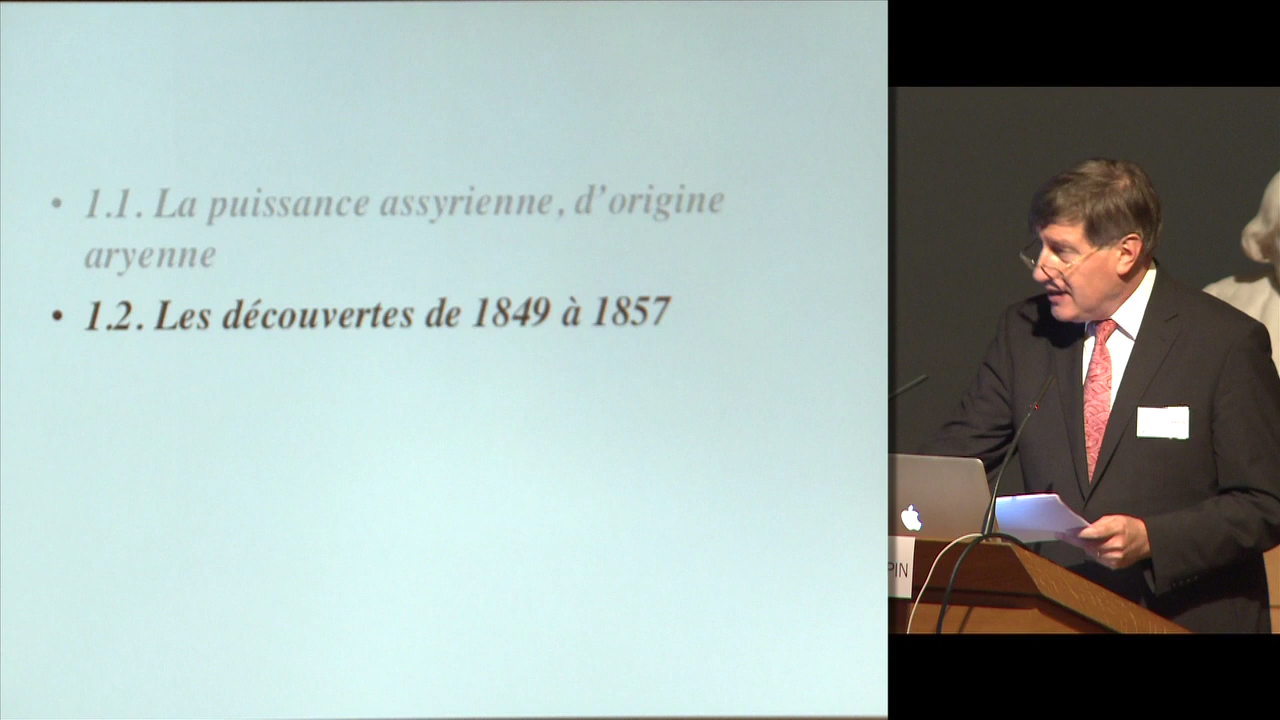 • 1.1. La puissance assyrienne, d’origine
aryenne
• 1.2. Les découvertes de 1849 à 1857
PIN